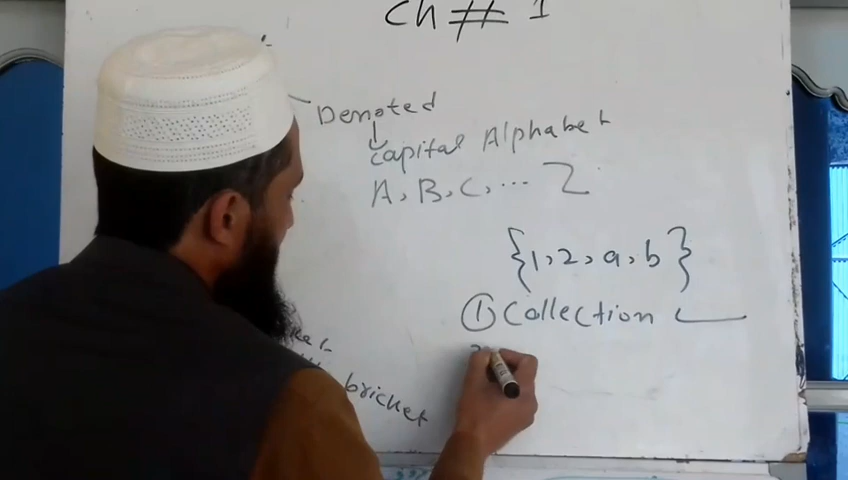 Ch # 1
Denoted
capital Alphabet
A, B, C, ... Z
{1, 2, a, b}
① Collection
bricket